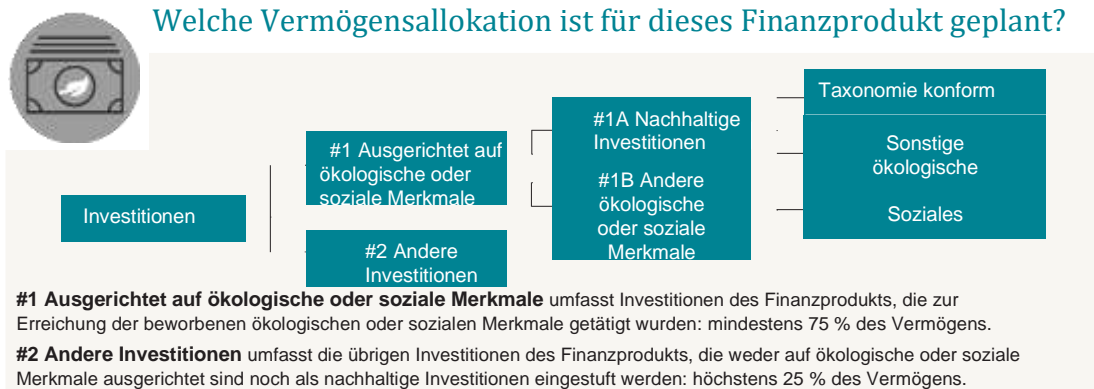 Welche Vermögensallokation ist für dieses Finanzprodukt geplant?
Investitionen
#1 Ausgerichtet auf
ökologische oder
soziale Merkmale
#2 Andere
Investitionen
#1A Nachhaltige
Investitionen
#1B Andere
ökologische
oder soziale
Merkmale
Taxonomie konform
Sonstige
ökologische
Soziales
#1 Ausgerichtet auf ökologische oder soziale Merkmale umfasst Investitionen des Finanzprodukts, die zur
Erreichung der beworbenen ökologischen oder sozialen Merkmale getätigt wurden: mindestens 75 % des Vermögens.
#2 Andere Investitionen umfasst die übrigen Investitionen des Finanzprodukts, die weder auf ökologische oder soziale
Merkmale ausgerichtet sind noch als nachhaltige Investitionen eingestuft werden: höchstens 25 % des Vermögens.